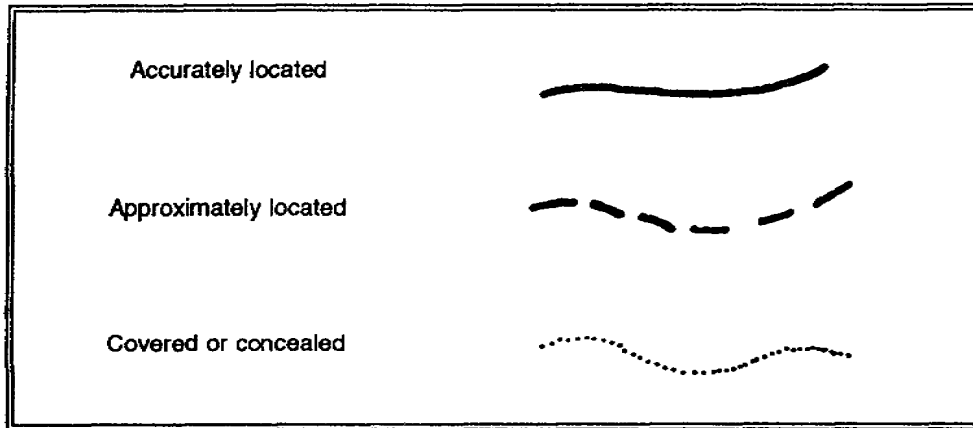 Accurately located
Approximately located
Covered or concealed